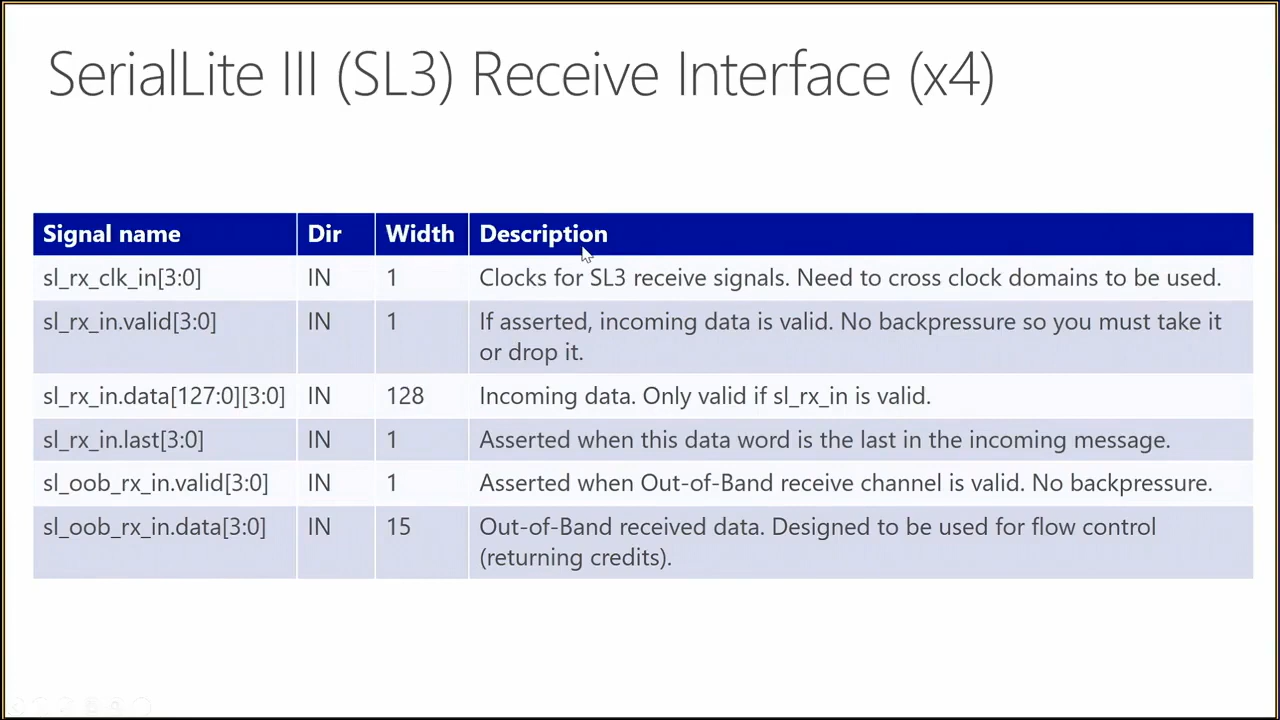 SerialLite III (SL3) Receive Interface (x4)
Signal name Dir Width Description
sl_rx_clk_in[3:0] IN 1 Clocks for SL3 receive signals. Need to cross clock domains to be used.
sl_rx_in.valid[3:0] IN 1 If asserted, incoming data is valid. No backpressure so you must take it
or drop it.
sl_rx_in.data[127:0][3:0] IN 128 Incoming data. Only valid if sl_rx_in is valid.
sl_rx_in.last[3:0] IN 1 Asserted when this data word is the last in the incoming message.
sl_oob_rx_in.valid[3:0] IN 1 Asserted when Out-of-Band receive channel is valid. No backpressure.
sl_oob_rx_in.data[3:0] IN 15 Out-of-Band received data. Designed to be used for flow control
(returning credits).